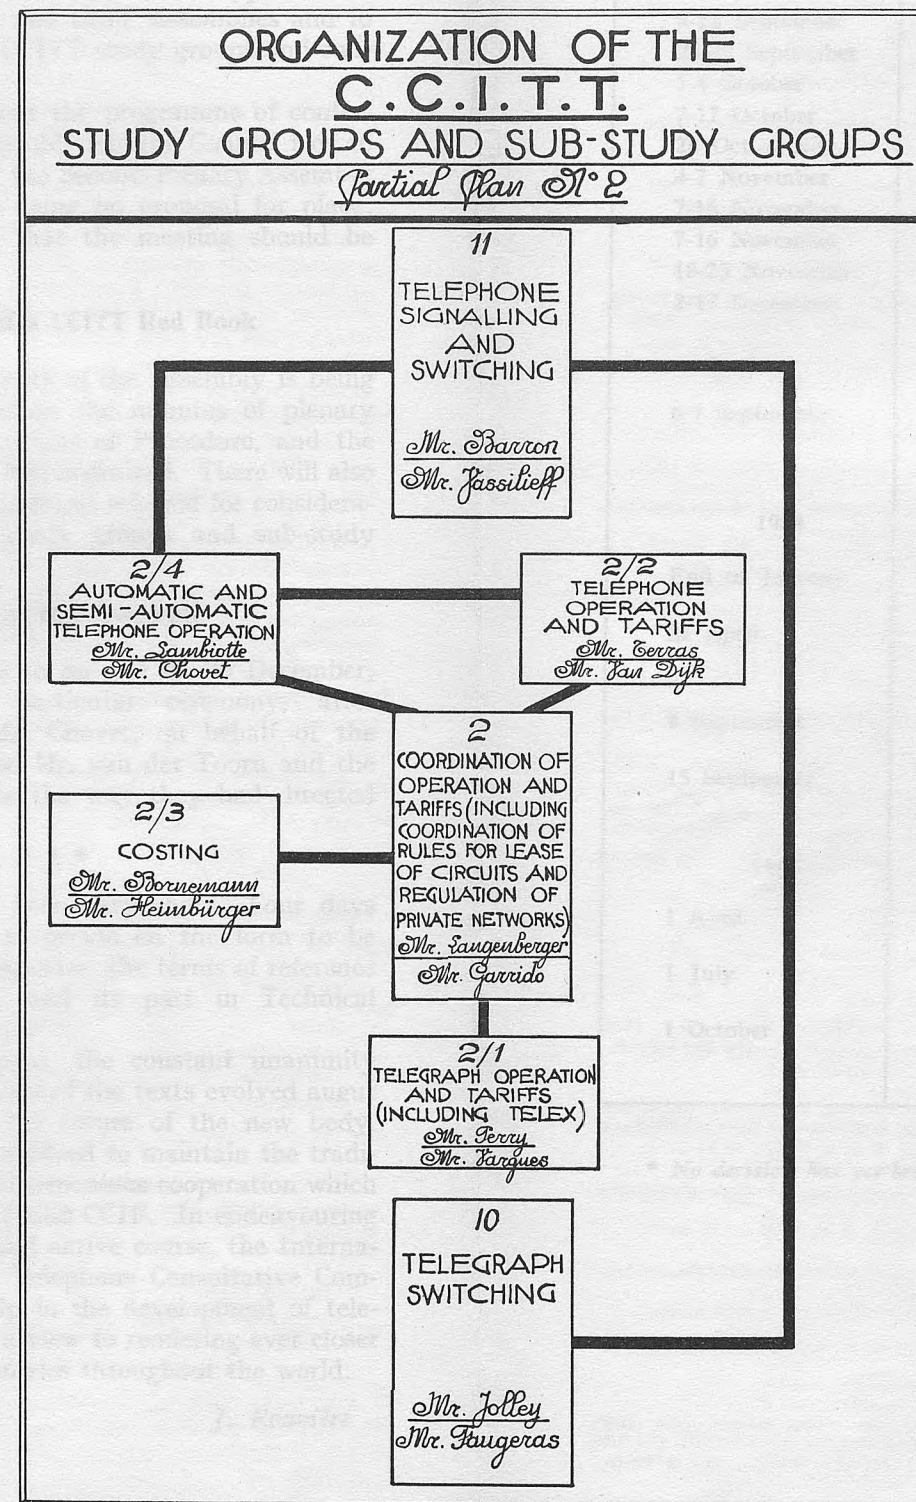 ORGANIZATION OF THE
C.C.I.T.T.
STUDY GROUPS AND SUB-STUDY GROUPS
Partial Plan N° 2
11
TELEPHONE
SIGNALLING
AND
SWITCHING
Mr. Barron
Mr. Vassilieff
2/4
AUTOMATIC AND
SEMI-AUTOMATIC
TELEPHONE OPERATION
Mr. Lambiotte
Mr. Chovet
2/2
TELEPHONE
OPERATION
AND TARIFFS
Mr. Terras
Mr. Van Dijk
2
COORDINATION OF
OPERATION AND
TARIFFS (INCLUDING
COORDINATION OF
RULES FOR LEASE
OF CIRCUITS AND
REGULATION OF
PRIVATE NETWORKS)
Mr. Langenberger
Mr. Garrido
2/3
COSTING
Mr. Bornemann
Mr. Heimbürger
2/1
TELEGRAPH OPERATION
AND TARIFFS
(INCLUDING TELEX)
Mr. Perry
Mr. Vargues
10
TELEGRAPH
SWITCHING
Mr. Jolley
Mr. Faugeras